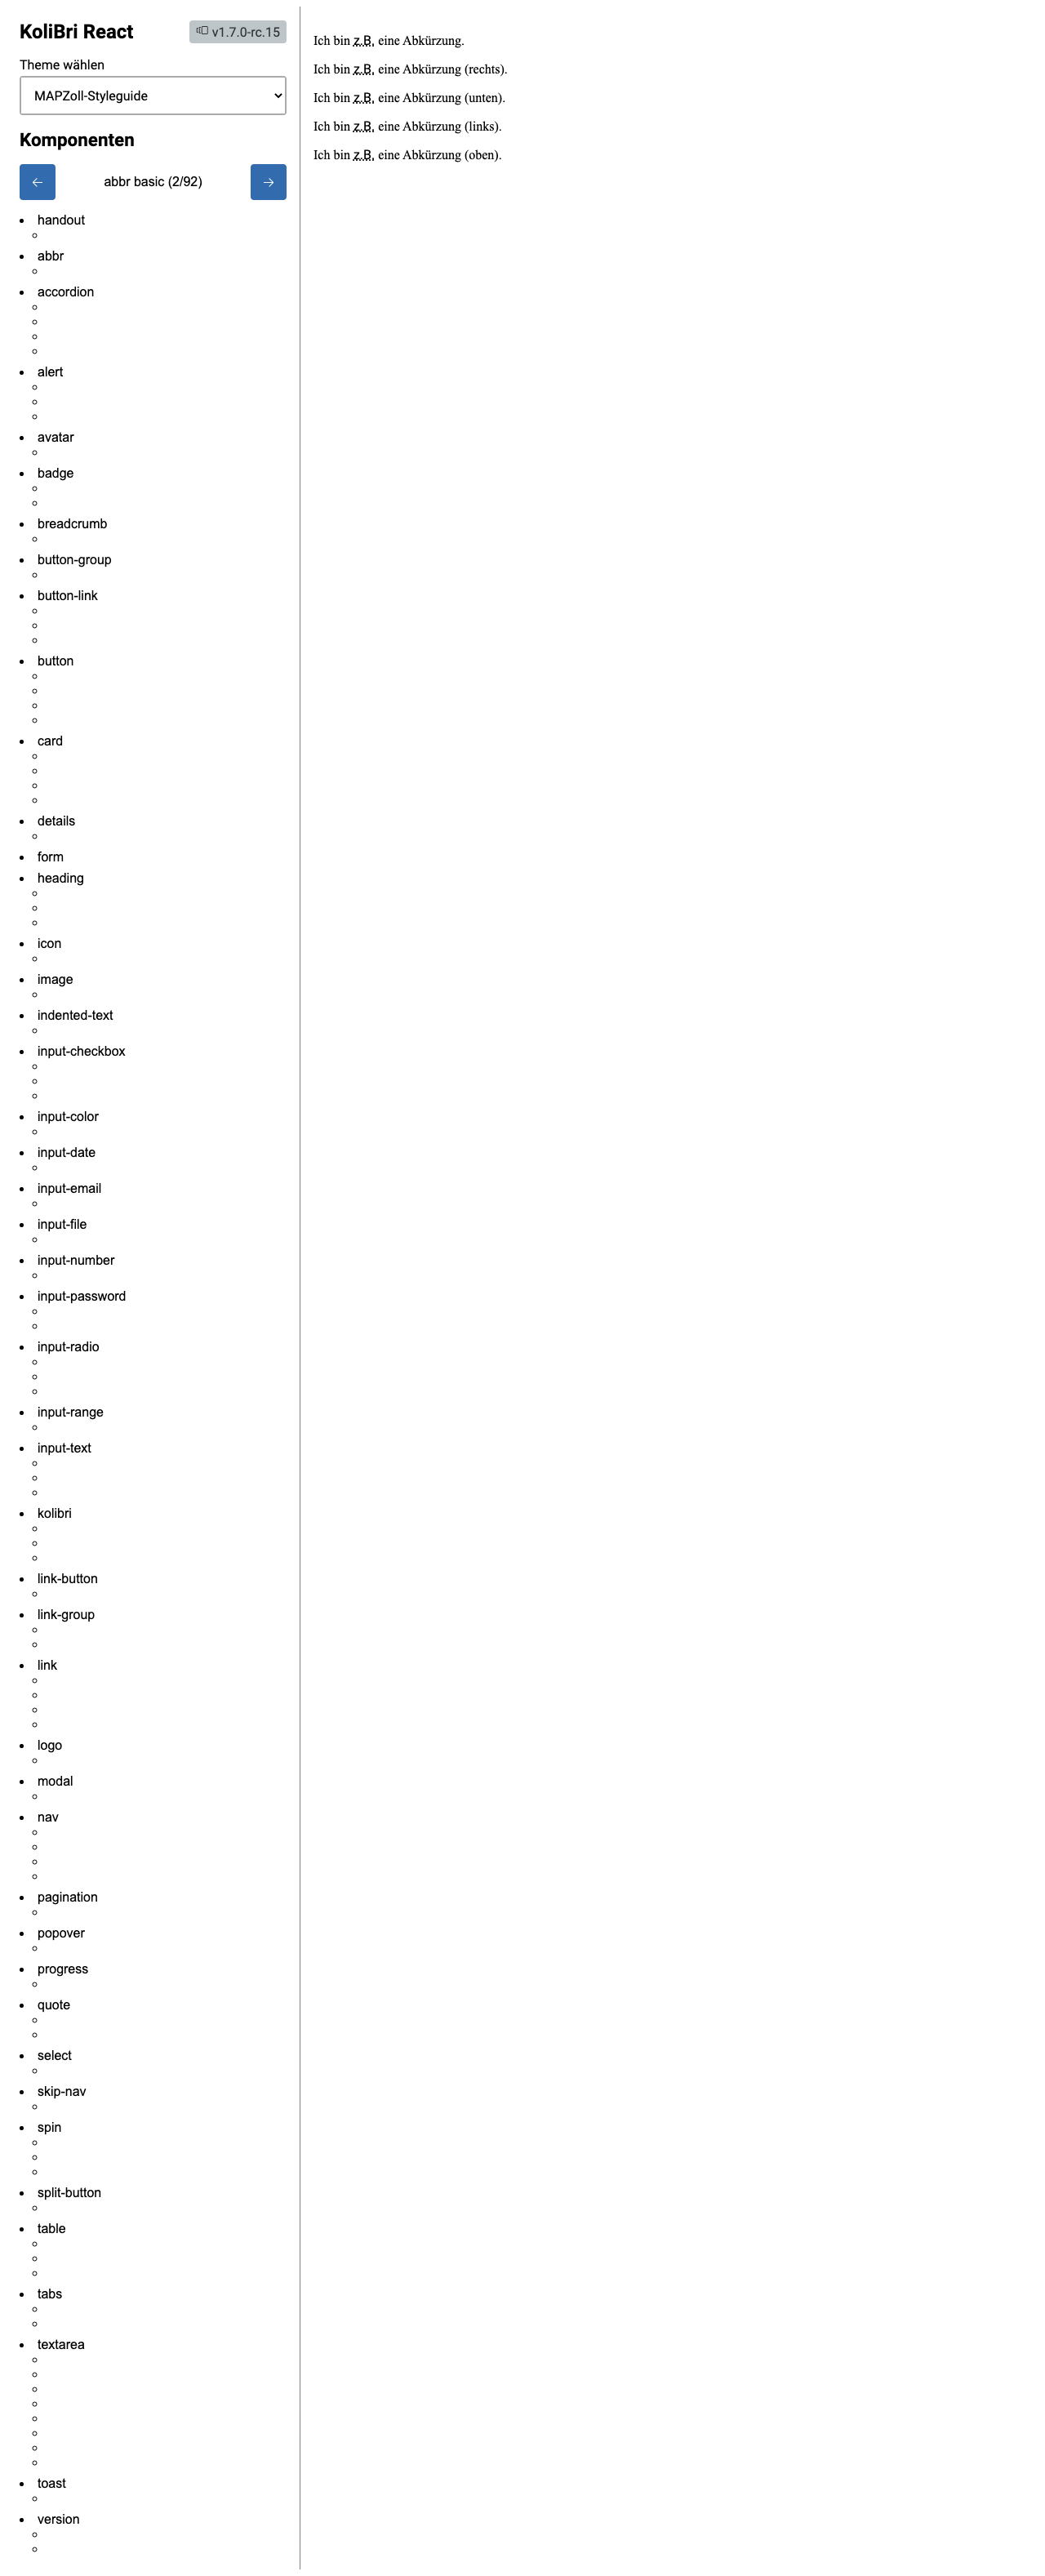 KoliBri React
v1.7.0-rc.15
Theme wählen
MAPZoll-Styleguide
Komponenten
← abbr basic (2/92) →
handout
abbr
accordion
alert
avatar
badge
breadcrumb
button-group
button-link
button
card
details
form
heading
icon
image
indented-text
input-checkbox
input-color
input-date
input-email
input-file
input-number
input-password
input-radio
input-range
input-text
kolibri
link-button
link-group
link
logo
modal
nav
pagination
popover
progress
quote
select
skip-nav
spin
split-button
table
tabs
textarea
toast
version
Ich bin z.B. eine Abkürzung.
Ich bin z.B. eine Abkürzung (rechts).
Ich bin z.B. eine Abkürzung (unten).
Ich bin z.B. eine Abkürzung (links).
Ich bin z.B. eine Abkürzung (oben).